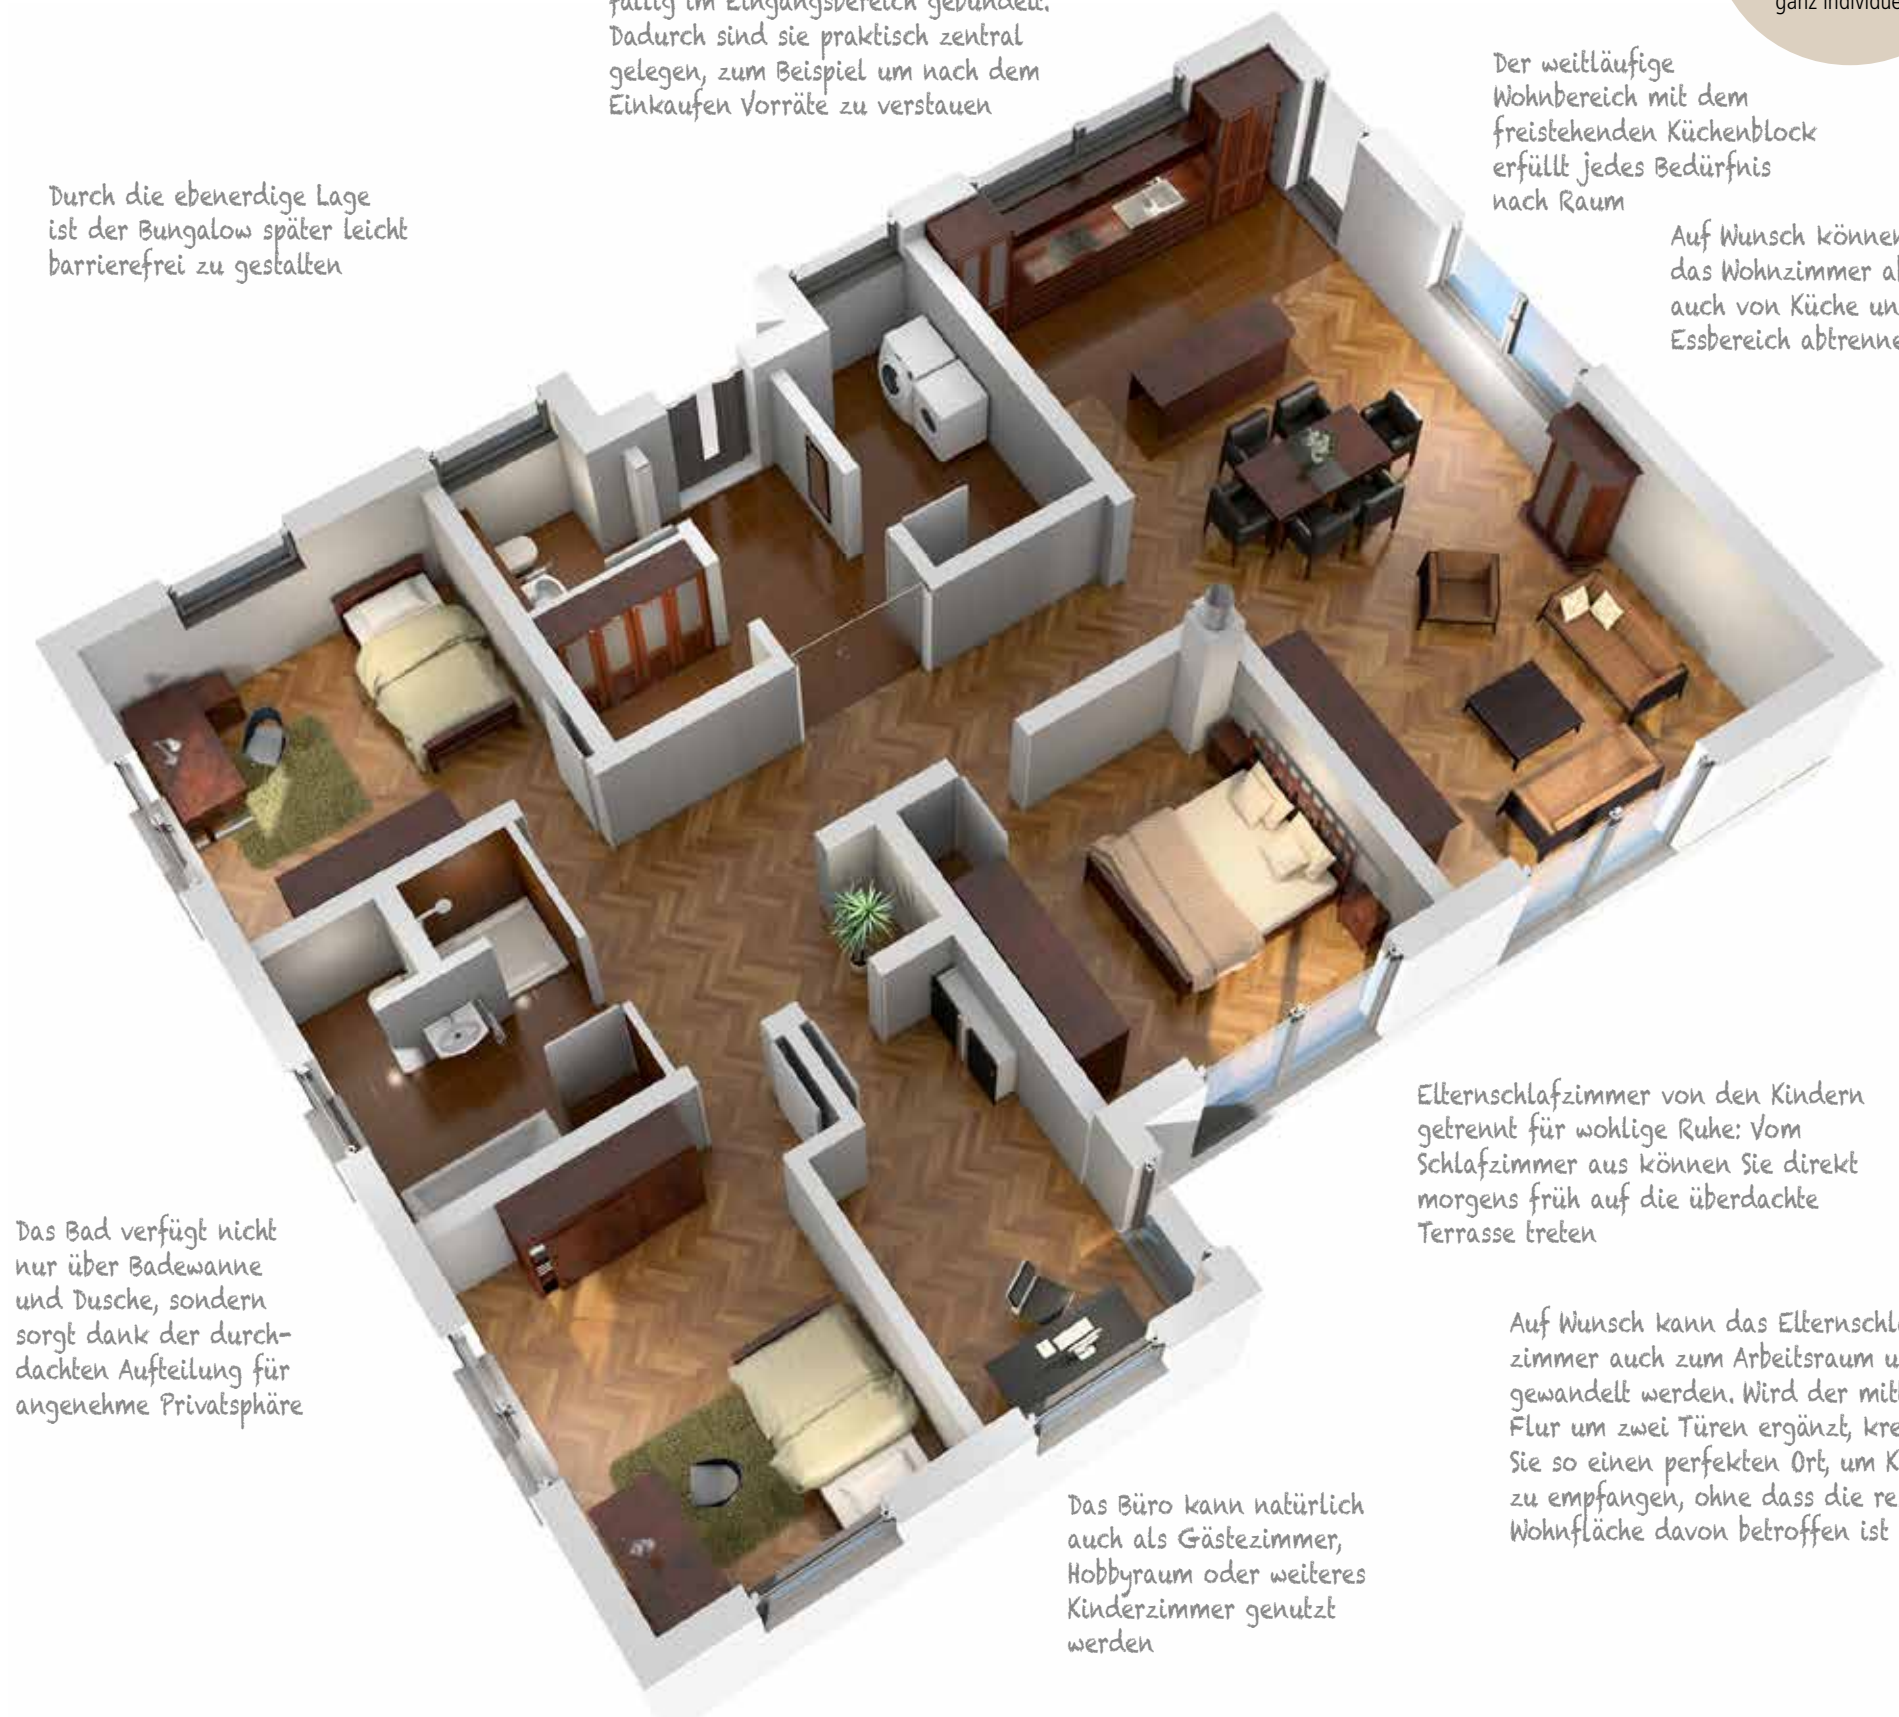 fällig im Eingangsbereich gebündelt.
Dadurch sind sie praktisch zentral
gelegen, zum Beispiel um nach dem
Einkaufen Vorräte zu verstauen
ganz individue
Der weitläufige
Wohnbereich mit dem
freistehenden Küchenblock
erfüllt jedes Bedürfnis
nach Raum
Durch die ebenerdige Lage
ist der Bungalow später leicht
barrierefrei zu gestalten
Auf Wunsch können
das Wohnzimmer a
auch von Küche un
Essbereich abtrenne
Elternschlafzimmer von den Kindern
getrennt für wohlige Ruhe: Vom
Schlafzimmer aus können Sie direkt
morgens früh auf die überdachte
Terrasse treten
Das Bad verfügt nicht
nur über Badewanne
und Dusche, sondern
sorgt dank der durch-
dachten Aufteilung für
angenehme Privatsphäre
Auf Wunsch kann das Elternschl
zimmer auch zum Arbeitsraum u
gewandelt werden. Wird der mit
Flur um zwei Türen ergänzt, kre
Sie so einen perfekten Ort, um K
zu empfangen, ohne dass die re
Wohnfläche davon betroffen ist
Das Büro kann natürlich
auch als Gästezimmer,
Hobbyraum oder weiteres
Kinderzimmer genutzt
werden